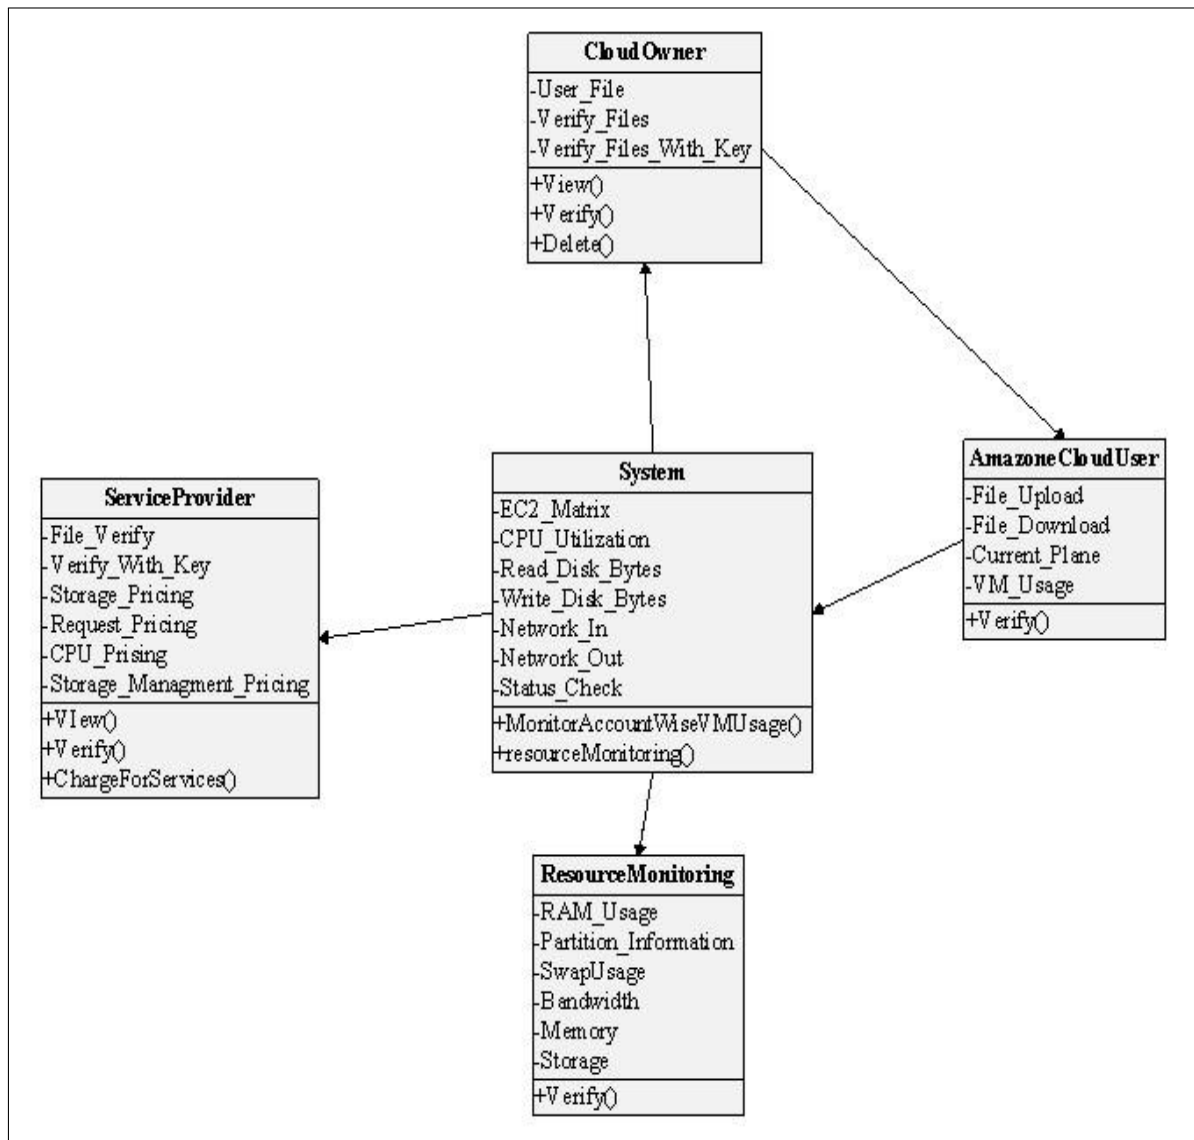 CloudOwner
-User_File
-Verify_Files
-Verify_Files_With_Key
+View()
+Verify()
+Delete()
AmazoneCloudUser
-File_Upload
-File_Download
-Current_Plane
-VM_Usage
+Verify()
System
-EC2_Matrix
-CPU_Utilization
-Read_Disk_Bytes
-Write_Disk_Bytes
-Network_In
-Network_Out
-Status_Check
+MonitorAccountWiseVMUsage()
+resourceMonitoring()
ServiceProvider
-File_Verify
-Verify_With_Key
-Storage_Pricing
-Request_Pricing
-CPU_Prising
-Storage_Managment_Pricing
+VIew()
+Verify()
+ChargeForServices()
ResourceMonitoring
-RAM_Usage
-Partition_Information
-SwapUsage
-Bandwidth
-Memory
-Storage
+Verify()